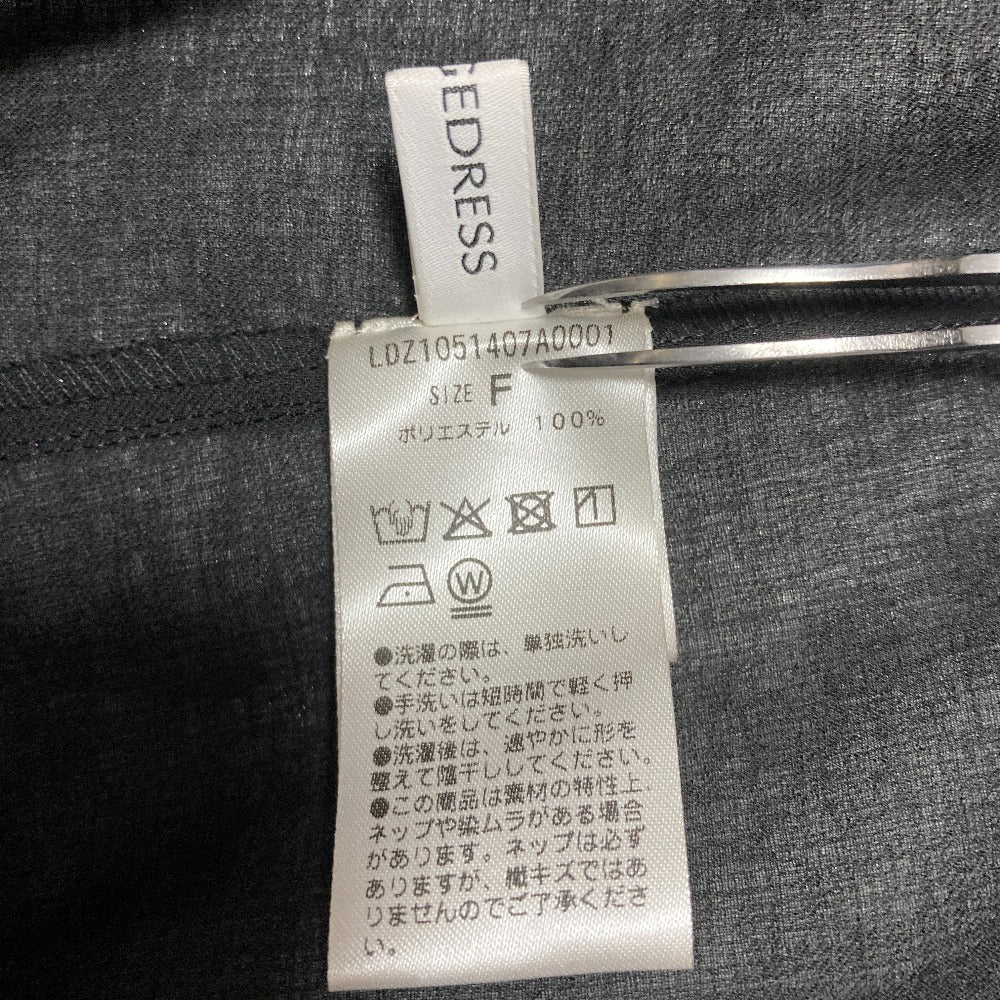 GEDRESS
LDZ1051407A0001
SIZE F
ポリエステル 100%
1
W
●洗濯の際は、単独洗いし
てください。
●手洗いは短時間で軽く押
し洗いをしてください。
●洗濯後は、速やかに形を
整えて陰干ししてください。
●この商品は素材の特性上、
ネップや染ムラがある場合
があります。ネップは必ず
ありますが、織キズではあ
りませんのでご了承くださ
い。